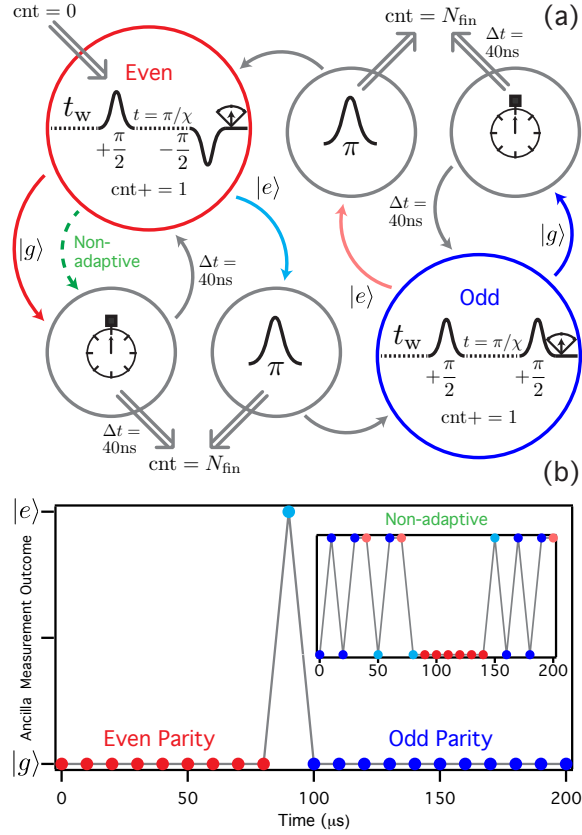 (a)
cnt = 0
cnt = N_fin
Δt = 40ns
Even
t_w
t = π/χ
+π/2
−π/2
cnt+ = 1
π
|e⟩
|g⟩
Non-adaptive
Δt = 40ns
Δt = 40ns
|g⟩
|e⟩
Odd
t_w
t = π/χ
+π/2
+π/2
cnt+ = 1
π
Δt = 40ns
cnt = N_fin
(b)
|e⟩
Non-adaptive
0 50 100 150 200
Ancilla Measurement Outcome
Even Parity
Odd Parity
|g⟩
0 50 100 150 200
Time (μs)